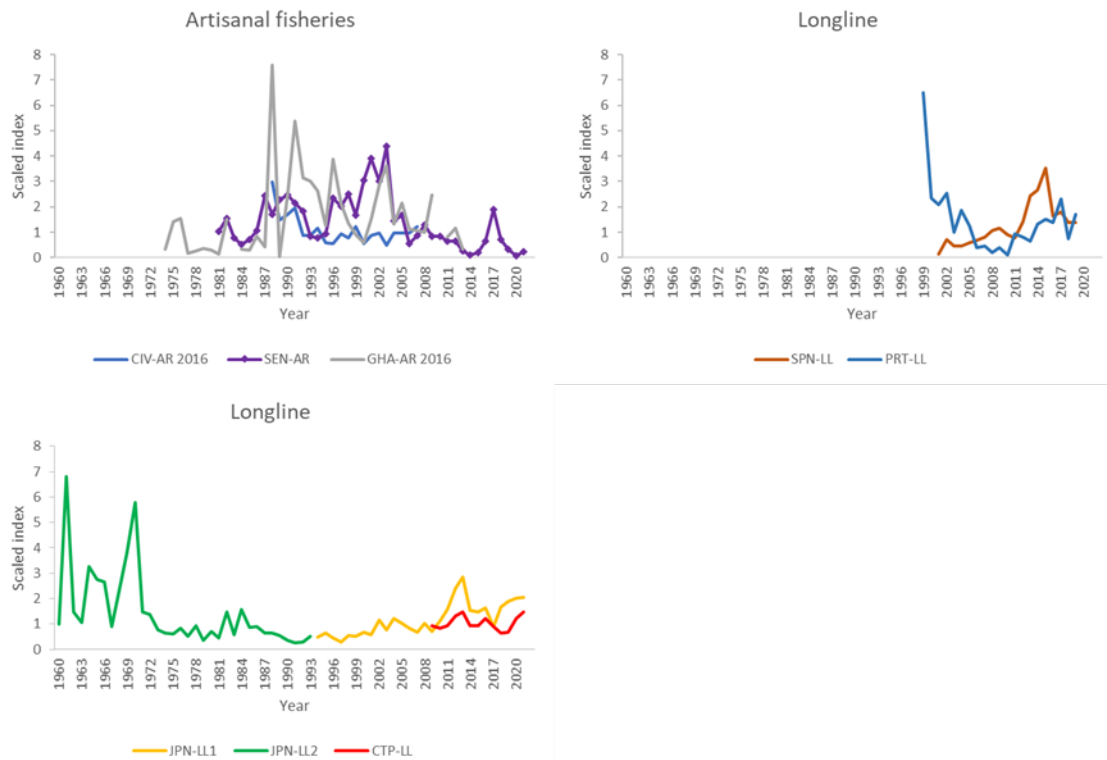 Artisanal fisheries
8
7
6
5
4
3
2
1
0
Scaled index
1960 1963 1966 1969 1972 1975 1978 1981 1984 1987 1990 1993 1996 1999 2002 2005 2008 2011 2014 2017 2020
Year
CIV-AR 2016 SEN-AR GHA-AR 2016
Longline
8
7
6
5
4
3
2
1
0
Scaled index
1960 1963 1966 1969 1972 1975 1978 1981 1984 1987 1990 1993 1996 1999 2002 2005 2008 2011 2014 2017 2020
Year
SPN-LL PRT-LL
Longline
8
7
6
5
4
3
2
1
0
Scaled index
1960 1963 1966 1969 1972 1975 1978 1981 1984 1987 1990 1993 1996 1999 2002 2005 2008 2011 2014 2017 2020
Year
JPN-LL1 JPN-LL2 CTP-LL